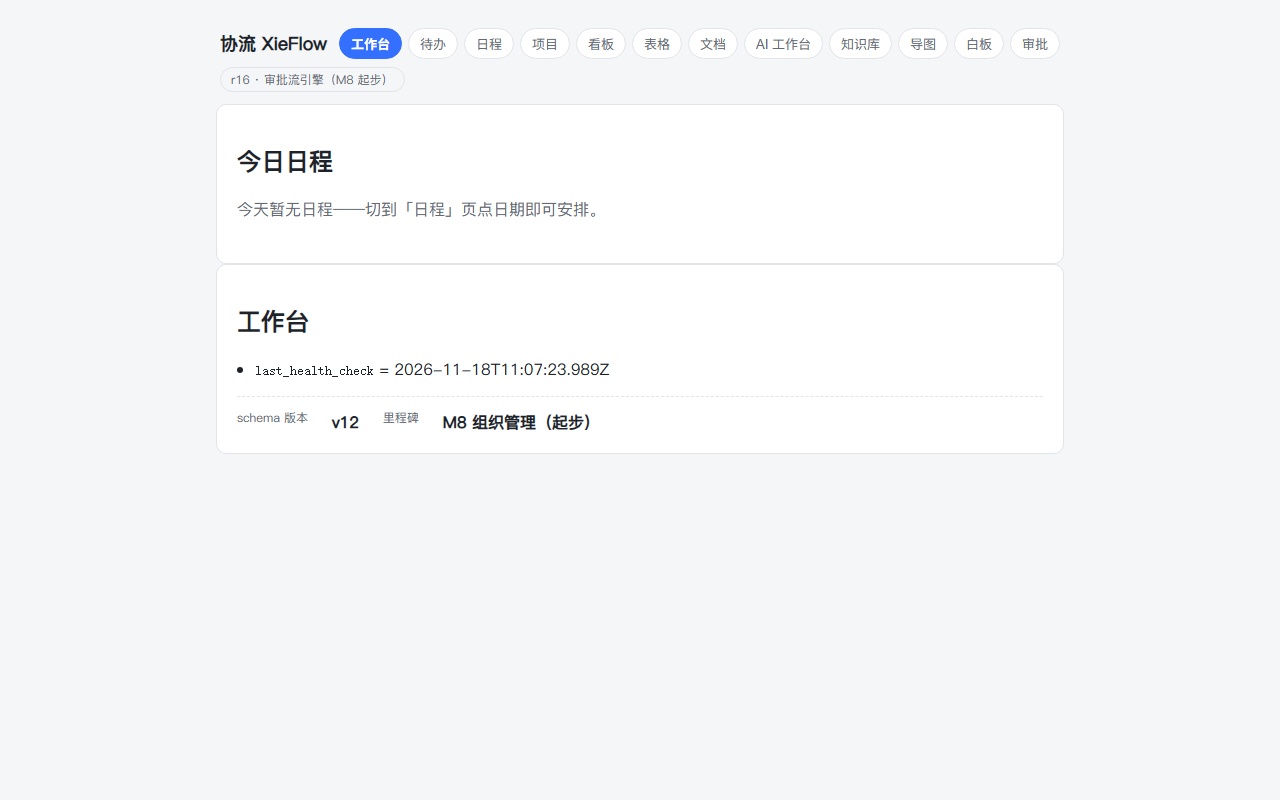 协流 XieFlow 工作台 待办 日程 项目 看板 表格 文档 AI 工作台 知识库 导图 白板 审批
r16 · 审批流引擎（M8 起步）
今日日程
今天暂无日程——切到「日程」页点日期即可安排。
工作台
last_health_check = 2026-11-18T11:07:23.989Z
schema 版本 v12 里程碑 M8 组织管理（起步）